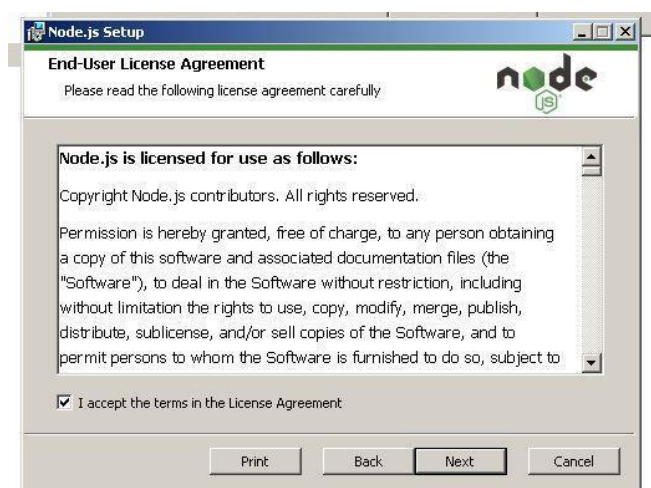 Node.js Setup
End-User License Agreement
Please read the following license agreement carefully
node
JS
Node.js is licensed for use as follows:
Copyright Node.js contributors. All rights reserved.
Permission is hereby granted, free of charge, to any person obtaining
a copy of this software and associated documentation files (the
"Software"), to deal in the Software without restriction, including
without limitation the rights to use, copy, modify, merge, publish,
distribute, sublicense, and/or sell copies of the Software, and to
permit persons to whom the Software is furnished to do so, subject to
I accept the terms in the License Agreement
Print Back Next Cancel